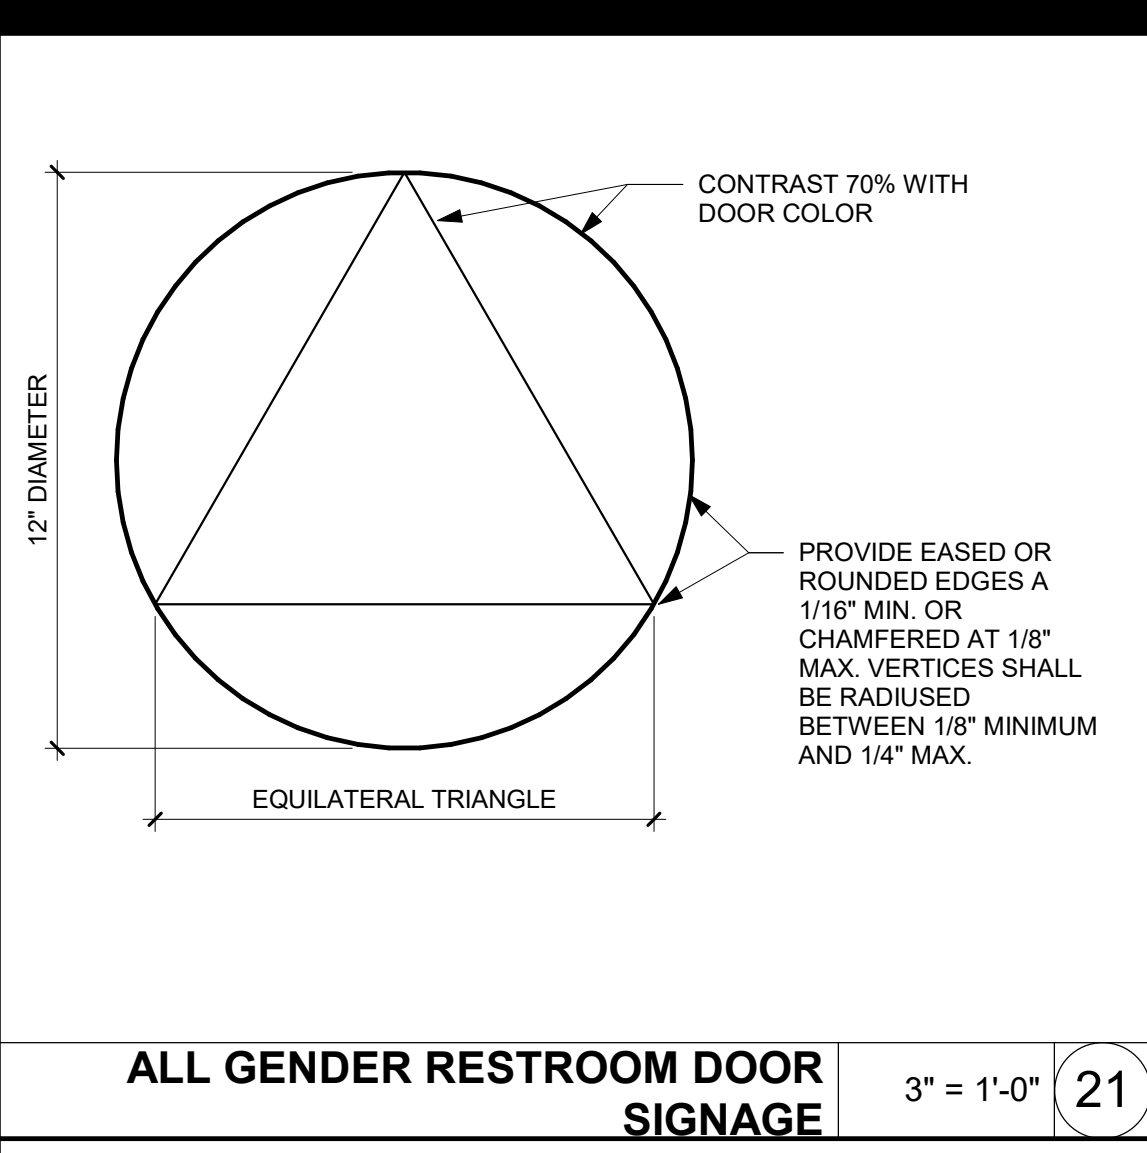 CONTRAST 70% WITH
DOOR COLOR
12" DIAMETER
PROVIDE EASED OR
ROUNDED EDGES A
1/16" MIN. OR
CHAMFERED AT 1/8"
MAX. VERTICES SHALL
BE RADIUSED
BETWEEN 1/8" MINIMUM
AND 1/4" MAX.
EQUILATERAL TRIANGLE
ALL GENDER RESTROOM DOOR
SIGNAGE
3" = 1'-0"
21